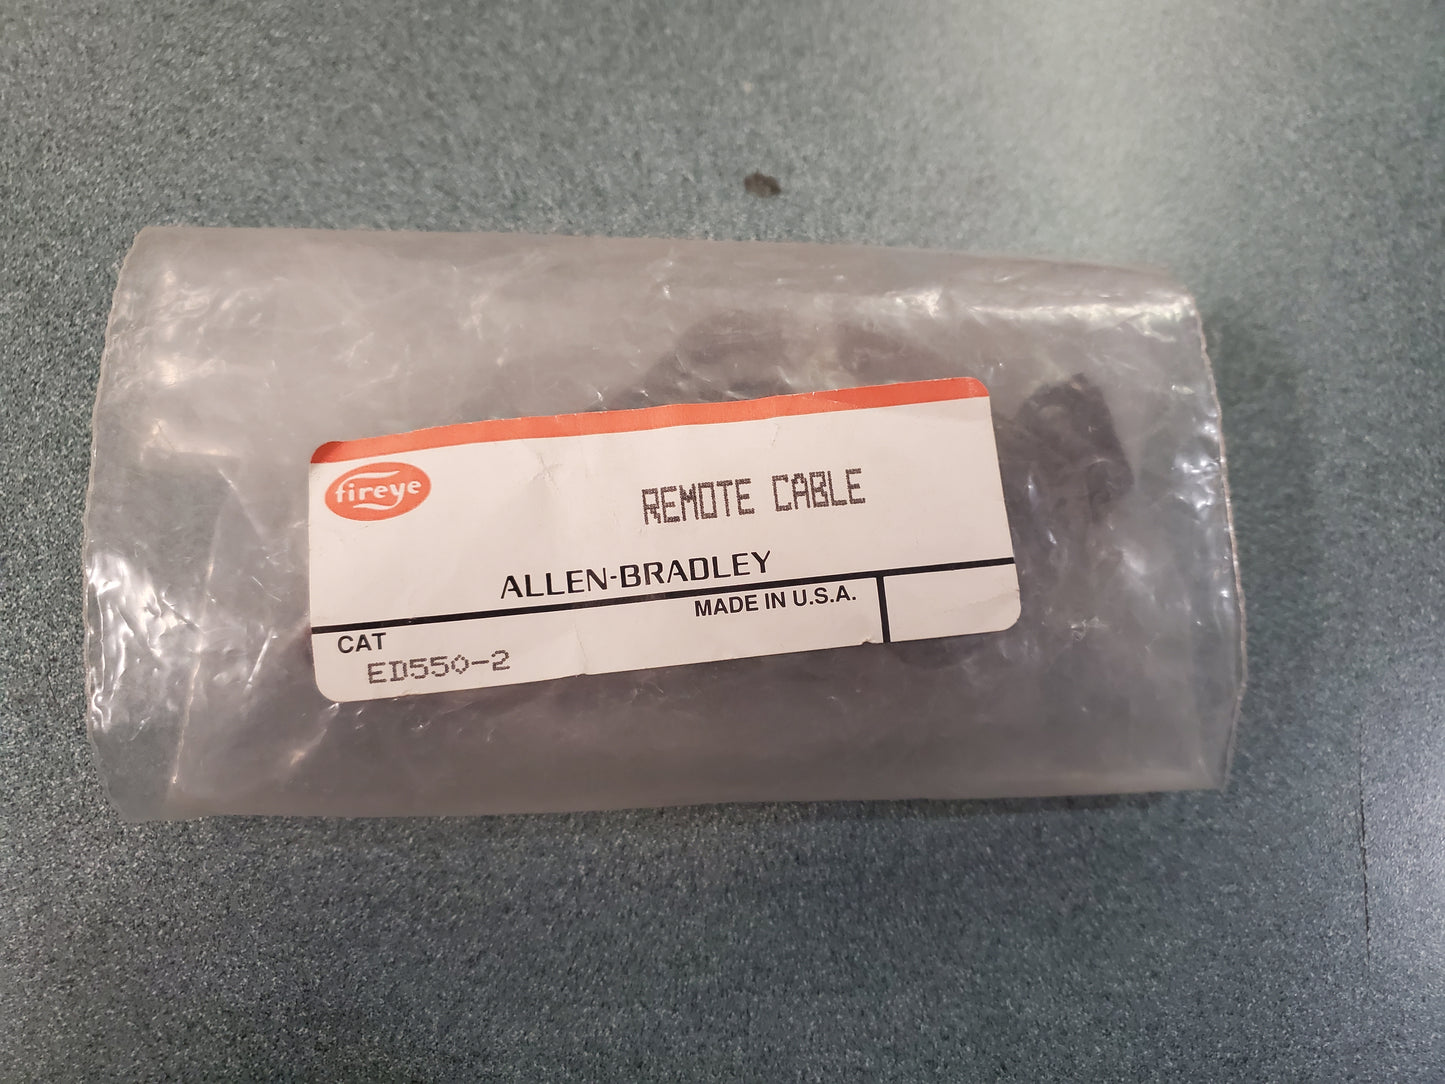 fireye
REMOTE CABLE
ALLEN-BRADLEY
MADE IN U.S.A.
CAT
ED550-2